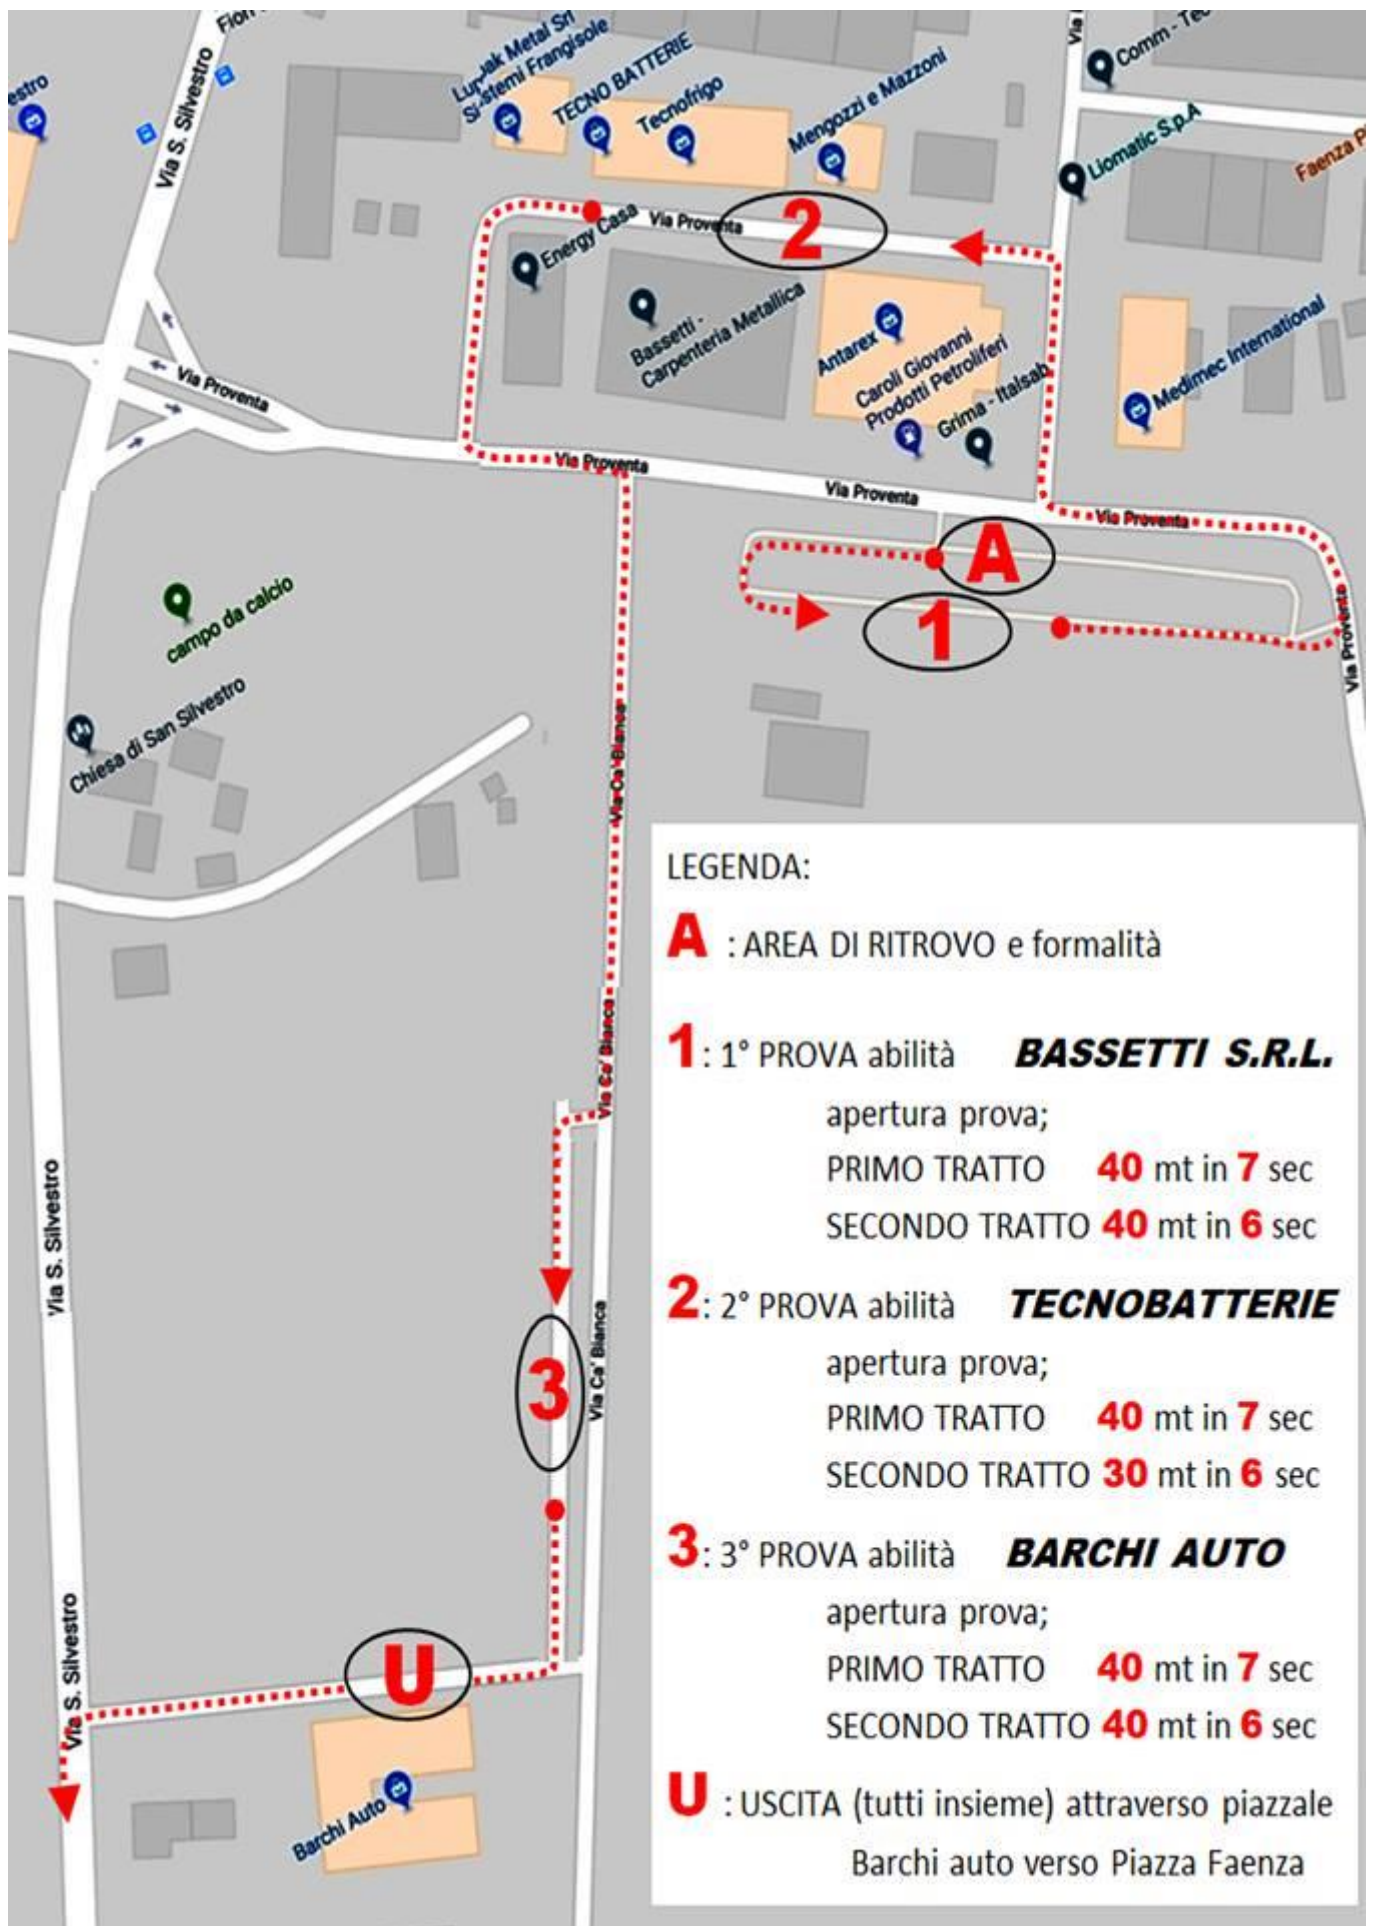 Via S. Silvestro
estro
Sistemi Frangisole
TECNO BATTERIE
Tecnofrigo
Mengozzi e Mazzoni
Comm - Tec
Liomatic S.p.A
Faenza P
Energy Casa
Via Proventa
2
Bassetti -
Carpenteria Metallica
Antarex
Caroli Giovanni
Prodotti Petroliferi
Grima - Italsab
Medimec International
Via Proventa
Via Proventa
Via Proventa
Via Proventa
Via Proventa
A
1
campo da calcio
Chiesa di San Silvestro
Via Ca' Bianca
Via Ca' Bianca
Via Ca' Bianca
3
Via S. Silvestro
Via S. Silvestro
U
Barchi Auto
LEGENDA:
A : AREA DI RITROVO e formalità
1: 1° PROVA abilità BASSETTI S.R.L.
apertura prova;
PRIMO TRATTO 40 mt in 7 sec
SECONDO TRATTO 40 mt in 6 sec
2: 2° PROVA abilità TECNOBATTERIE
apertura prova;
PRIMO TRATTO 40 mt in 7 sec
SECONDO TRATTO 30 mt in 6 sec
3: 3° PROVA abilità BARCHI AUTO
apertura prova;
PRIMO TRATTO 40 mt in 7 sec
SECONDO TRATTO 40 mt in 6 sec
U : USCITA (tutti insieme) attraverso piazzale
Barchi auto verso Piazza Faenza